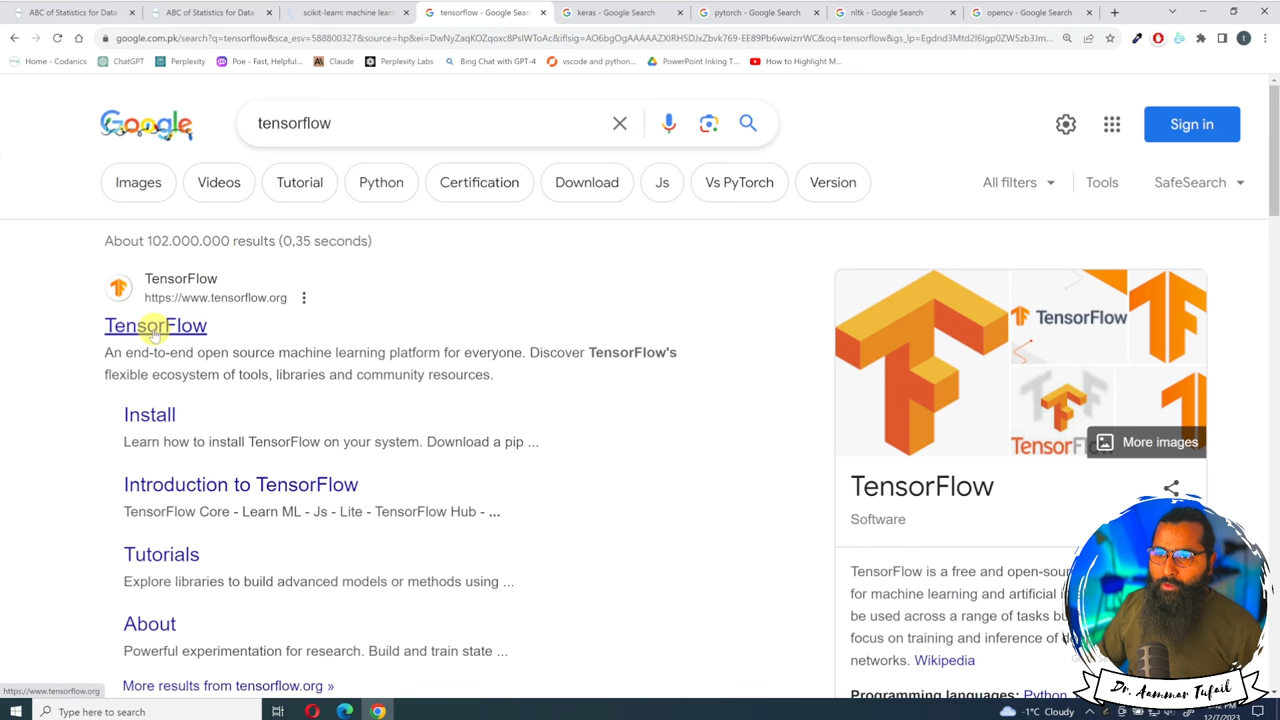 ABC of Statistics for Data
ABC of Statistics for Data
scikit-learn: machine learn
tensorflow - Google Search
keras - Google Search
pytorch - Google Search
nltk - Google Search
opencv - Google Search
Home - Codanics
ChatGPT
Perplexity
Poe - Fast, Helpful...
Claude
Perplexity Labs
Bing Chat with GPT-4
vscode and python...
PowerPoint Inking T...
How to Highlight M...
Google
tensorflow
Sign in
Images
Videos
Tutorial
Python
Certification
Download
Js
Vs PyTorch
Version
All filters
Tools
SafeSearch
About 102.000.000 results (0,35 seconds)
TensorFlow
https://www.tensorflow.org
TensorFlow
An end-to-end open source machine learning platform for everyone. Discover TensorFlow's
flexible ecosystem of tools, libraries and community resources.
Install
Learn how to install TensorFlow on your system. Download a pip ...
Introduction to TensorFlow
TensorFlow Core - Learn ML - Js - Lite - TensorFlow Hub - ...
Tutorials
Explore libraries to build advanced models or methods using ...
About
Powerful experimentation for research. Build and train state ...
More results from tensorflow.org »
TensorFlow
More images
TensorFlow
Software
TensorFlow is a free and open-sou
for machine learning and artificial
be used across a range of tasks bu
focus on training and inference of
networks. Wikipedia
Programming languages: Python
Dr. Aammar Tufail
https://www.tensorflow.org
Type here to search
-1°C Cloudy
12/7/2023